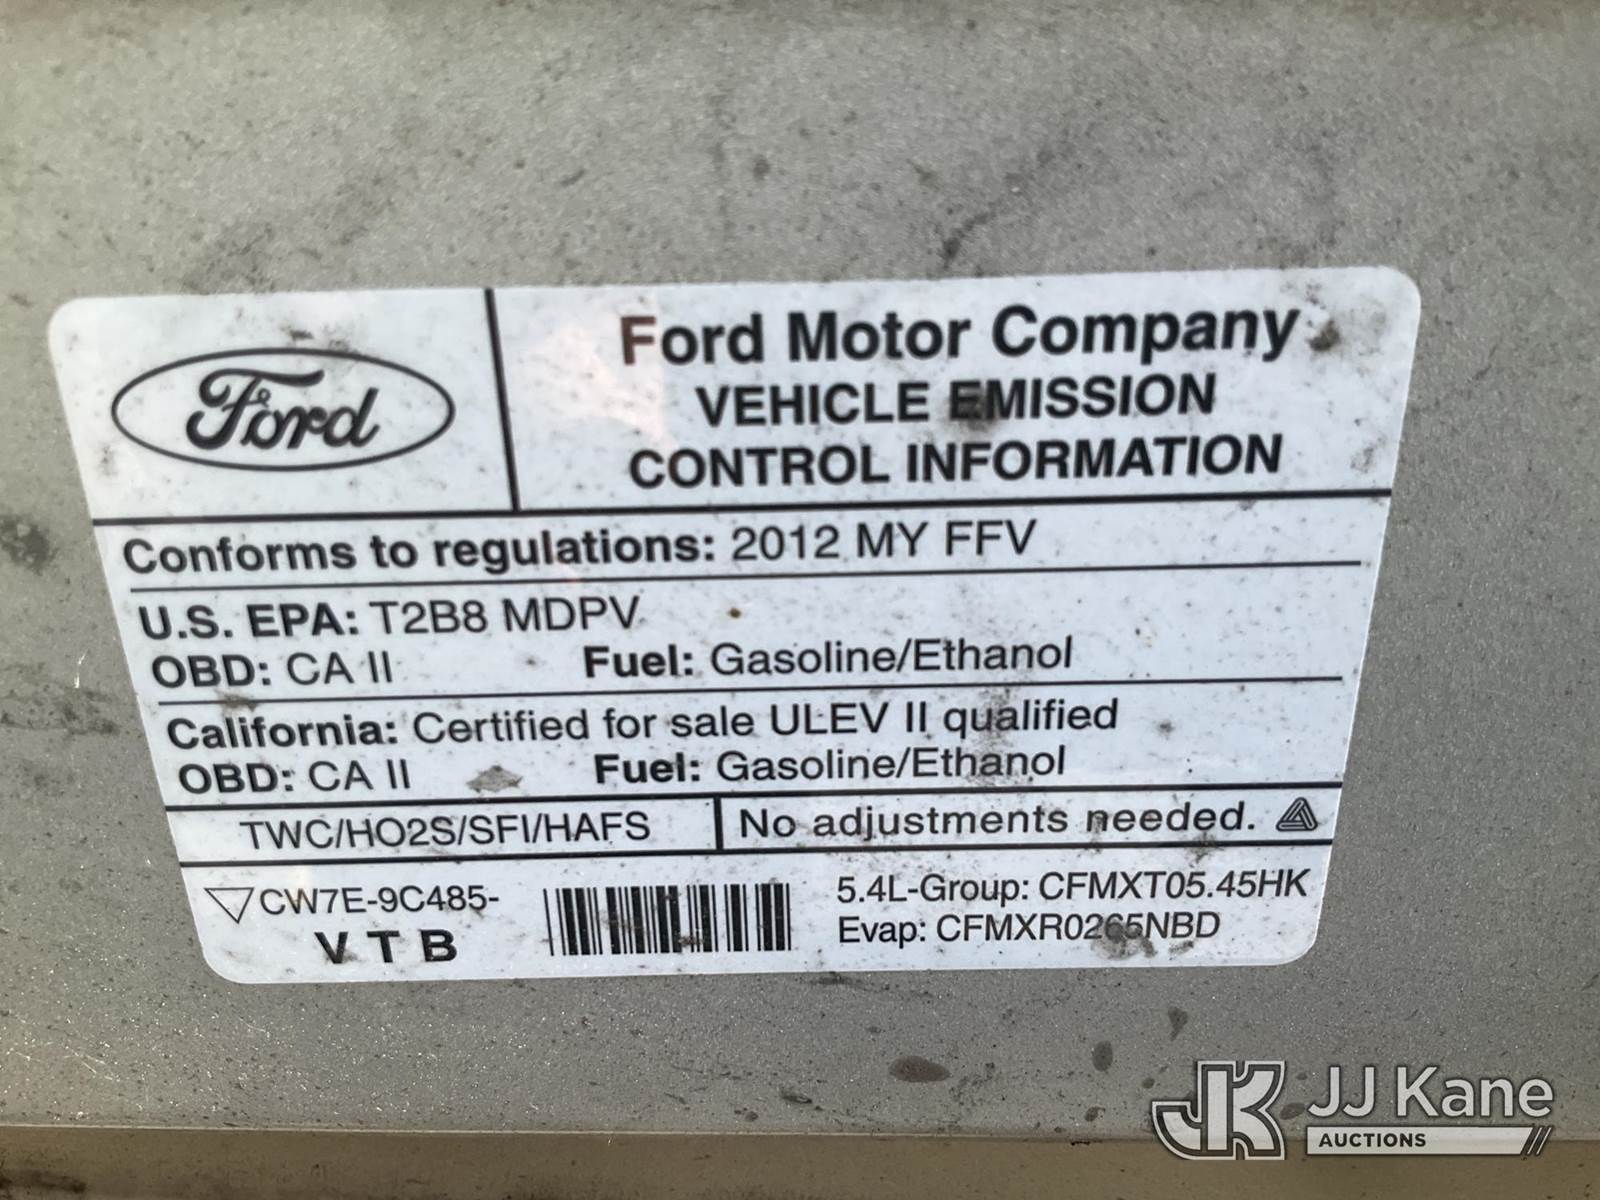 Ford
Ford Motor Company
VEHICLE EMISSION
CONTROL INFORMATION
Conforms to regulations: 2012 MY FFV
U.S. EPA: T2B8 MDPV
OBD: CA II Fuel: Gasoline/Ethanol
California: Certified for sale ULEV II qualified
OBD: CA II Fuel: Gasoline/Ethanol
TWC/HO2S/SFI/HAFS No adjustments needed.
CW7E-9C485-
V T B
5.4L-Group: CFMXT05.45HK
Evap: CFMXR0265NBD
JK JJ Kane
AUCTIONS